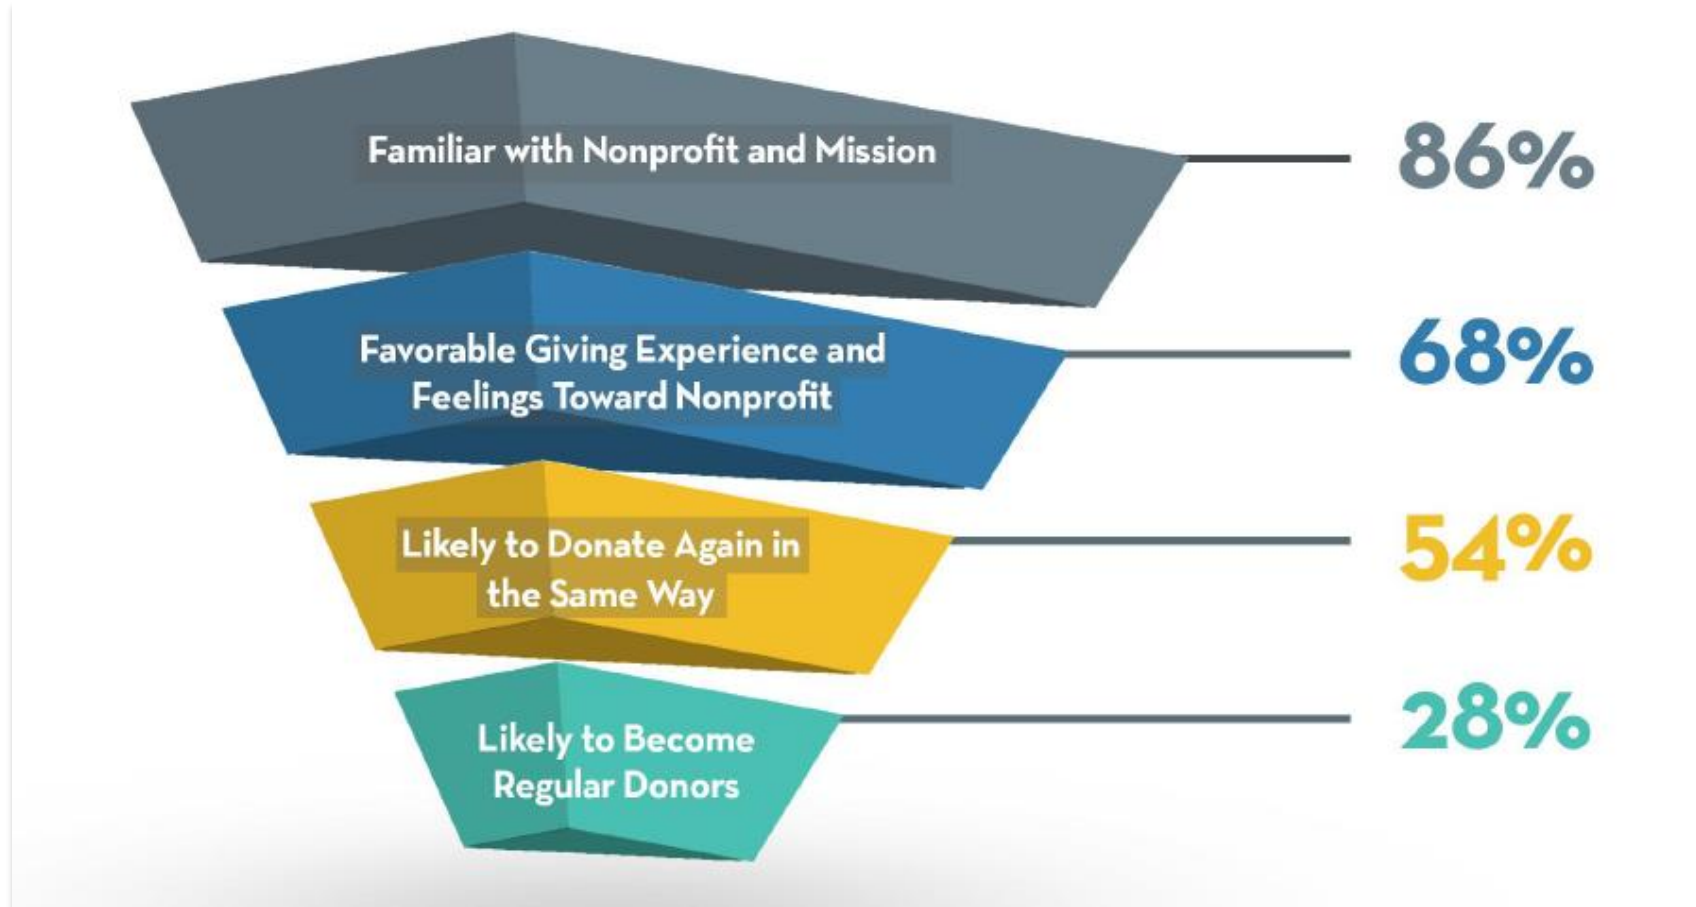 Familiar with Nonprofit and Mission
86%
Favorable Giving Experience and
Feelings Toward Nonprofit
68%
Likely to Donate Again in
the Same Way
54%
Likely to Become
Regular Donors
28%